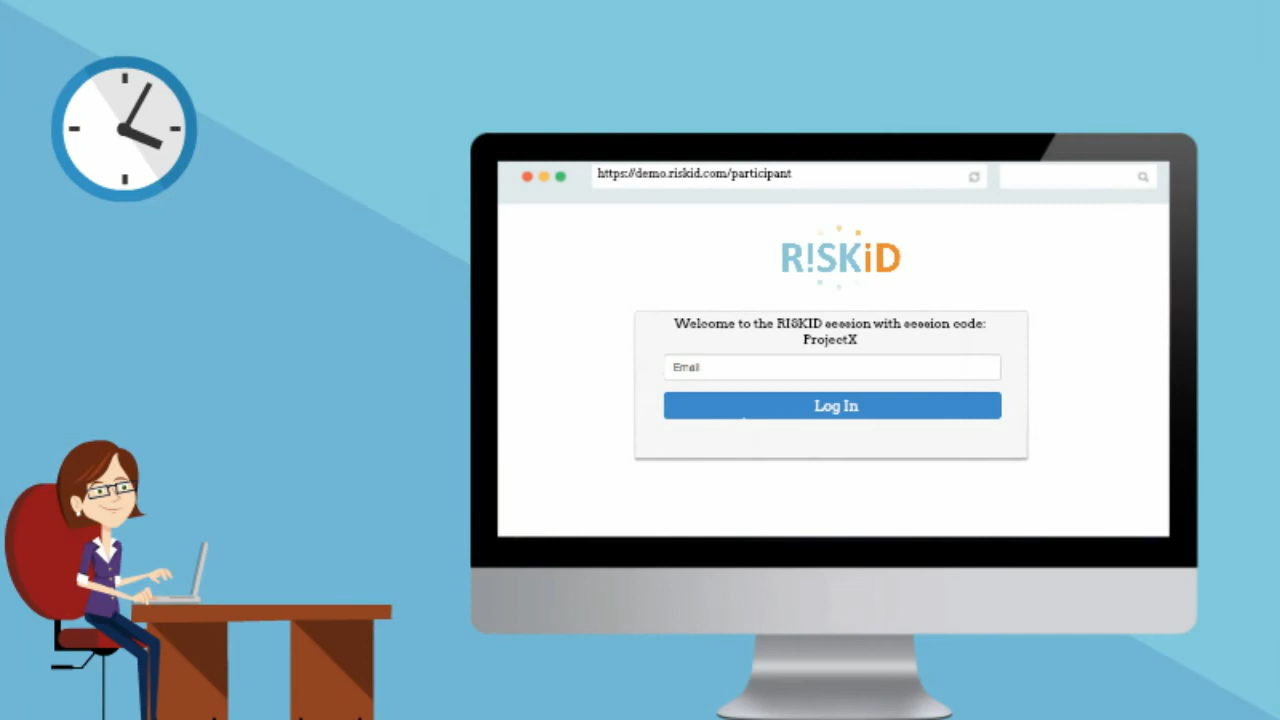 https://demo.riskid.com/participant
R!SKiD
Welcome to the RISKID session with session code:
ProjectX
Email
Log In